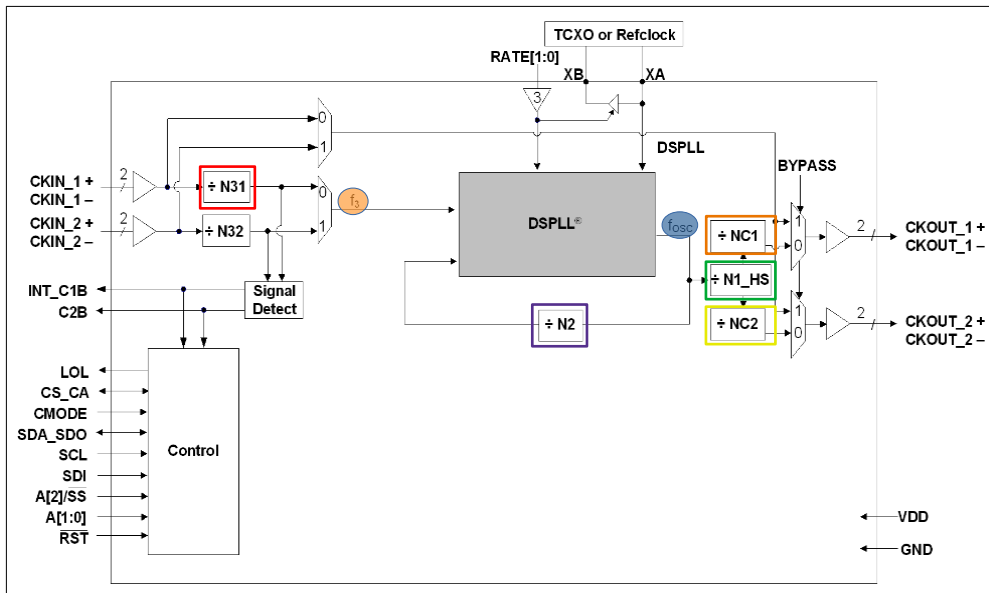 TCXO or Refclock
RATE[1:0]
XB
XA
3
0
1
DSPLL
BYPASS
CKIN_1 +
CKIN_1 –
2
÷ N31
0
1
f3
CKIN_2 +
CKIN_2 –
2
÷ N32
DSPLL®
fosc
÷ NC1
1
0
2
CKOUT_1 +
CKOUT_1 –
÷ N1_HS
INT_C1B
C2B
Signal
Detect
÷ N2
÷ NC2
1
0
2
CKOUT_2 +
CKOUT_2 –
LOL
CS_CA
CMODE
SDA_SDO
SCL
SDI
A[2]/SS
A[1:0]
RST
Control
VDD
GND